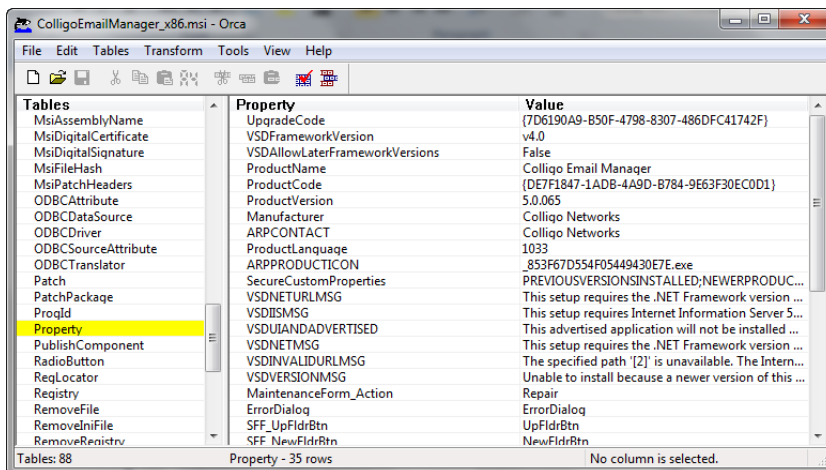 ColligoEmailManager_x86.msi - Orca
File Edit Tables Transform Tools View Help
Tables
MsiAssemblyName
MsiDigitalCertificate
MsiDigitalSignature
MsiFileHash
MsiPatchHeaders
ODBCAttribute
ODBCDataSource
ODBCDriver
ODBCSourceAttribute
ODBCTranslator
Patch
PatchPackage
ProgId
Property
PublishComponent
RadioButton
RegLocator
Registry
RemoveFile
RemoveIniFile
RemoveRegistry
Property Value
UpgradeCode {7D6190A9-B50F-4798-8307-486DFC41742F}
VSDFrameworkVersion v4.0
VSDAllowLaterFrameworkVersions False
ProductName Colligo Email Manager
ProductCode {DE7F1847-1ADB-4A9D-B784-9E63F30EC0D1}
ProductVersion 5.0.065
Manufacturer Colligo Networks
ARPCONTACT Colligo Networks
ProductLanguage 1033
ARPPRODUCTICON _853F67D554F05449430E7E.exe
SecureCustomProperties PREVIOUSVERSIONSINSTALLED;NEWERPRODUC...
VSDNETURLMSG This setup requires the .NET Framework version ...
VSDIISMSG This setup requires Internet Information Server 5...
VSDUIANDADVERTISED This advertised application will not be installed ...
VSDNETMSG This setup requires the .NET Framework version ...
VSDINVALIDURLMSG The specified path '[2]' is unavailable. The Intern...
VSDVERSIONMSG Unable to install because a newer version of this ...
MaintenanceForm_Action Repair
ErrorDialog ErrorDialog
SFF_UpFldrBtn UpFldrBtn
SFF_NewFldrBtn NewFldrBtn
Tables: 88 Property - 35 rows No column is selected.